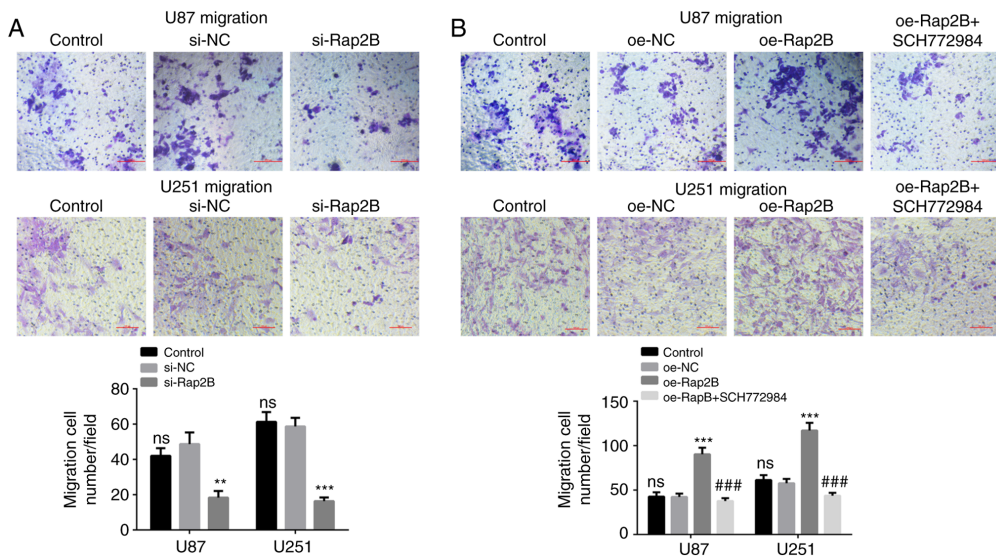 A
U87 migration
Control
si-NC
si-Rap2B
U251 migration
Control
si-NC
si-Rap2B
Control
si-NC
si-Rap2B
Migration cell
number/field
80
60
40
20
0
ns
**
ns
***
U87
U251
B
U87 migration
Control
oe-NC
oe-Rap2B
oe-Rap2B+
SCH772984
U251 migration
Control
oe-NC
oe-Rap2B
oe-Rap2B+
SCH772984
Control
oe-NC
oe-Rap2B
oe-RapB+SCH772984
Migration cell
number/field
150
100
50
0
ns
***
###
ns
***
###
U87
U251